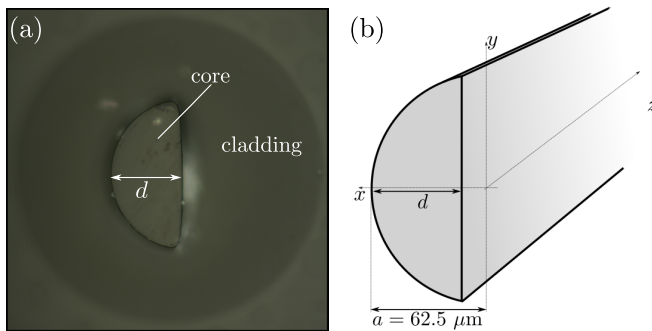 (a)
core
cladding
d
(b)
y
z
x
d
a = 62.5 μm